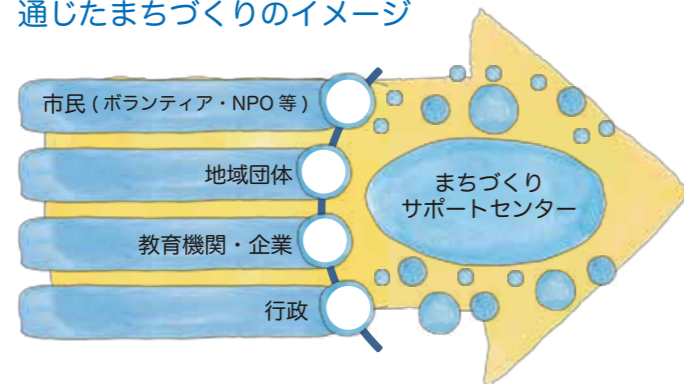 通じたまちづくりのイメージ
市民 ( ボランティア・NPO 等 )
地域団体
教育機関・企業
行政
まちづくり
サポートセンター